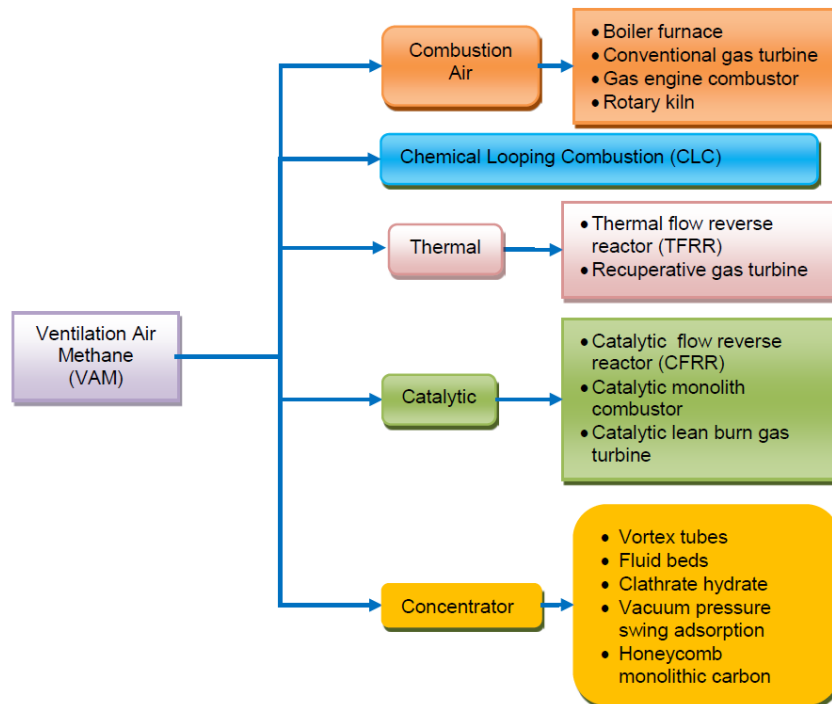 Combustion
Air
• Boiler furnace
• Conventional gas turbine
• Gas engine combustor
• Rotary kiln
Chemical Looping Combustion (CLC)
Thermal
• Thermal flow reverse
reactor (TFRR)
• Recuperative gas turbine
Ventilation Air
Methane
(VAM)
Catalytic
• Catalytic flow reverse
reactor (CFRR)
• Catalytic monolith
combustor
• Catalytic lean burn gas
turbine
Concentrator
• Vortex tubes
• Fluid beds
• Clathrate hydrate
• Vacuum pressure
swing adsorption
• Honeycomb
monolithic carbon